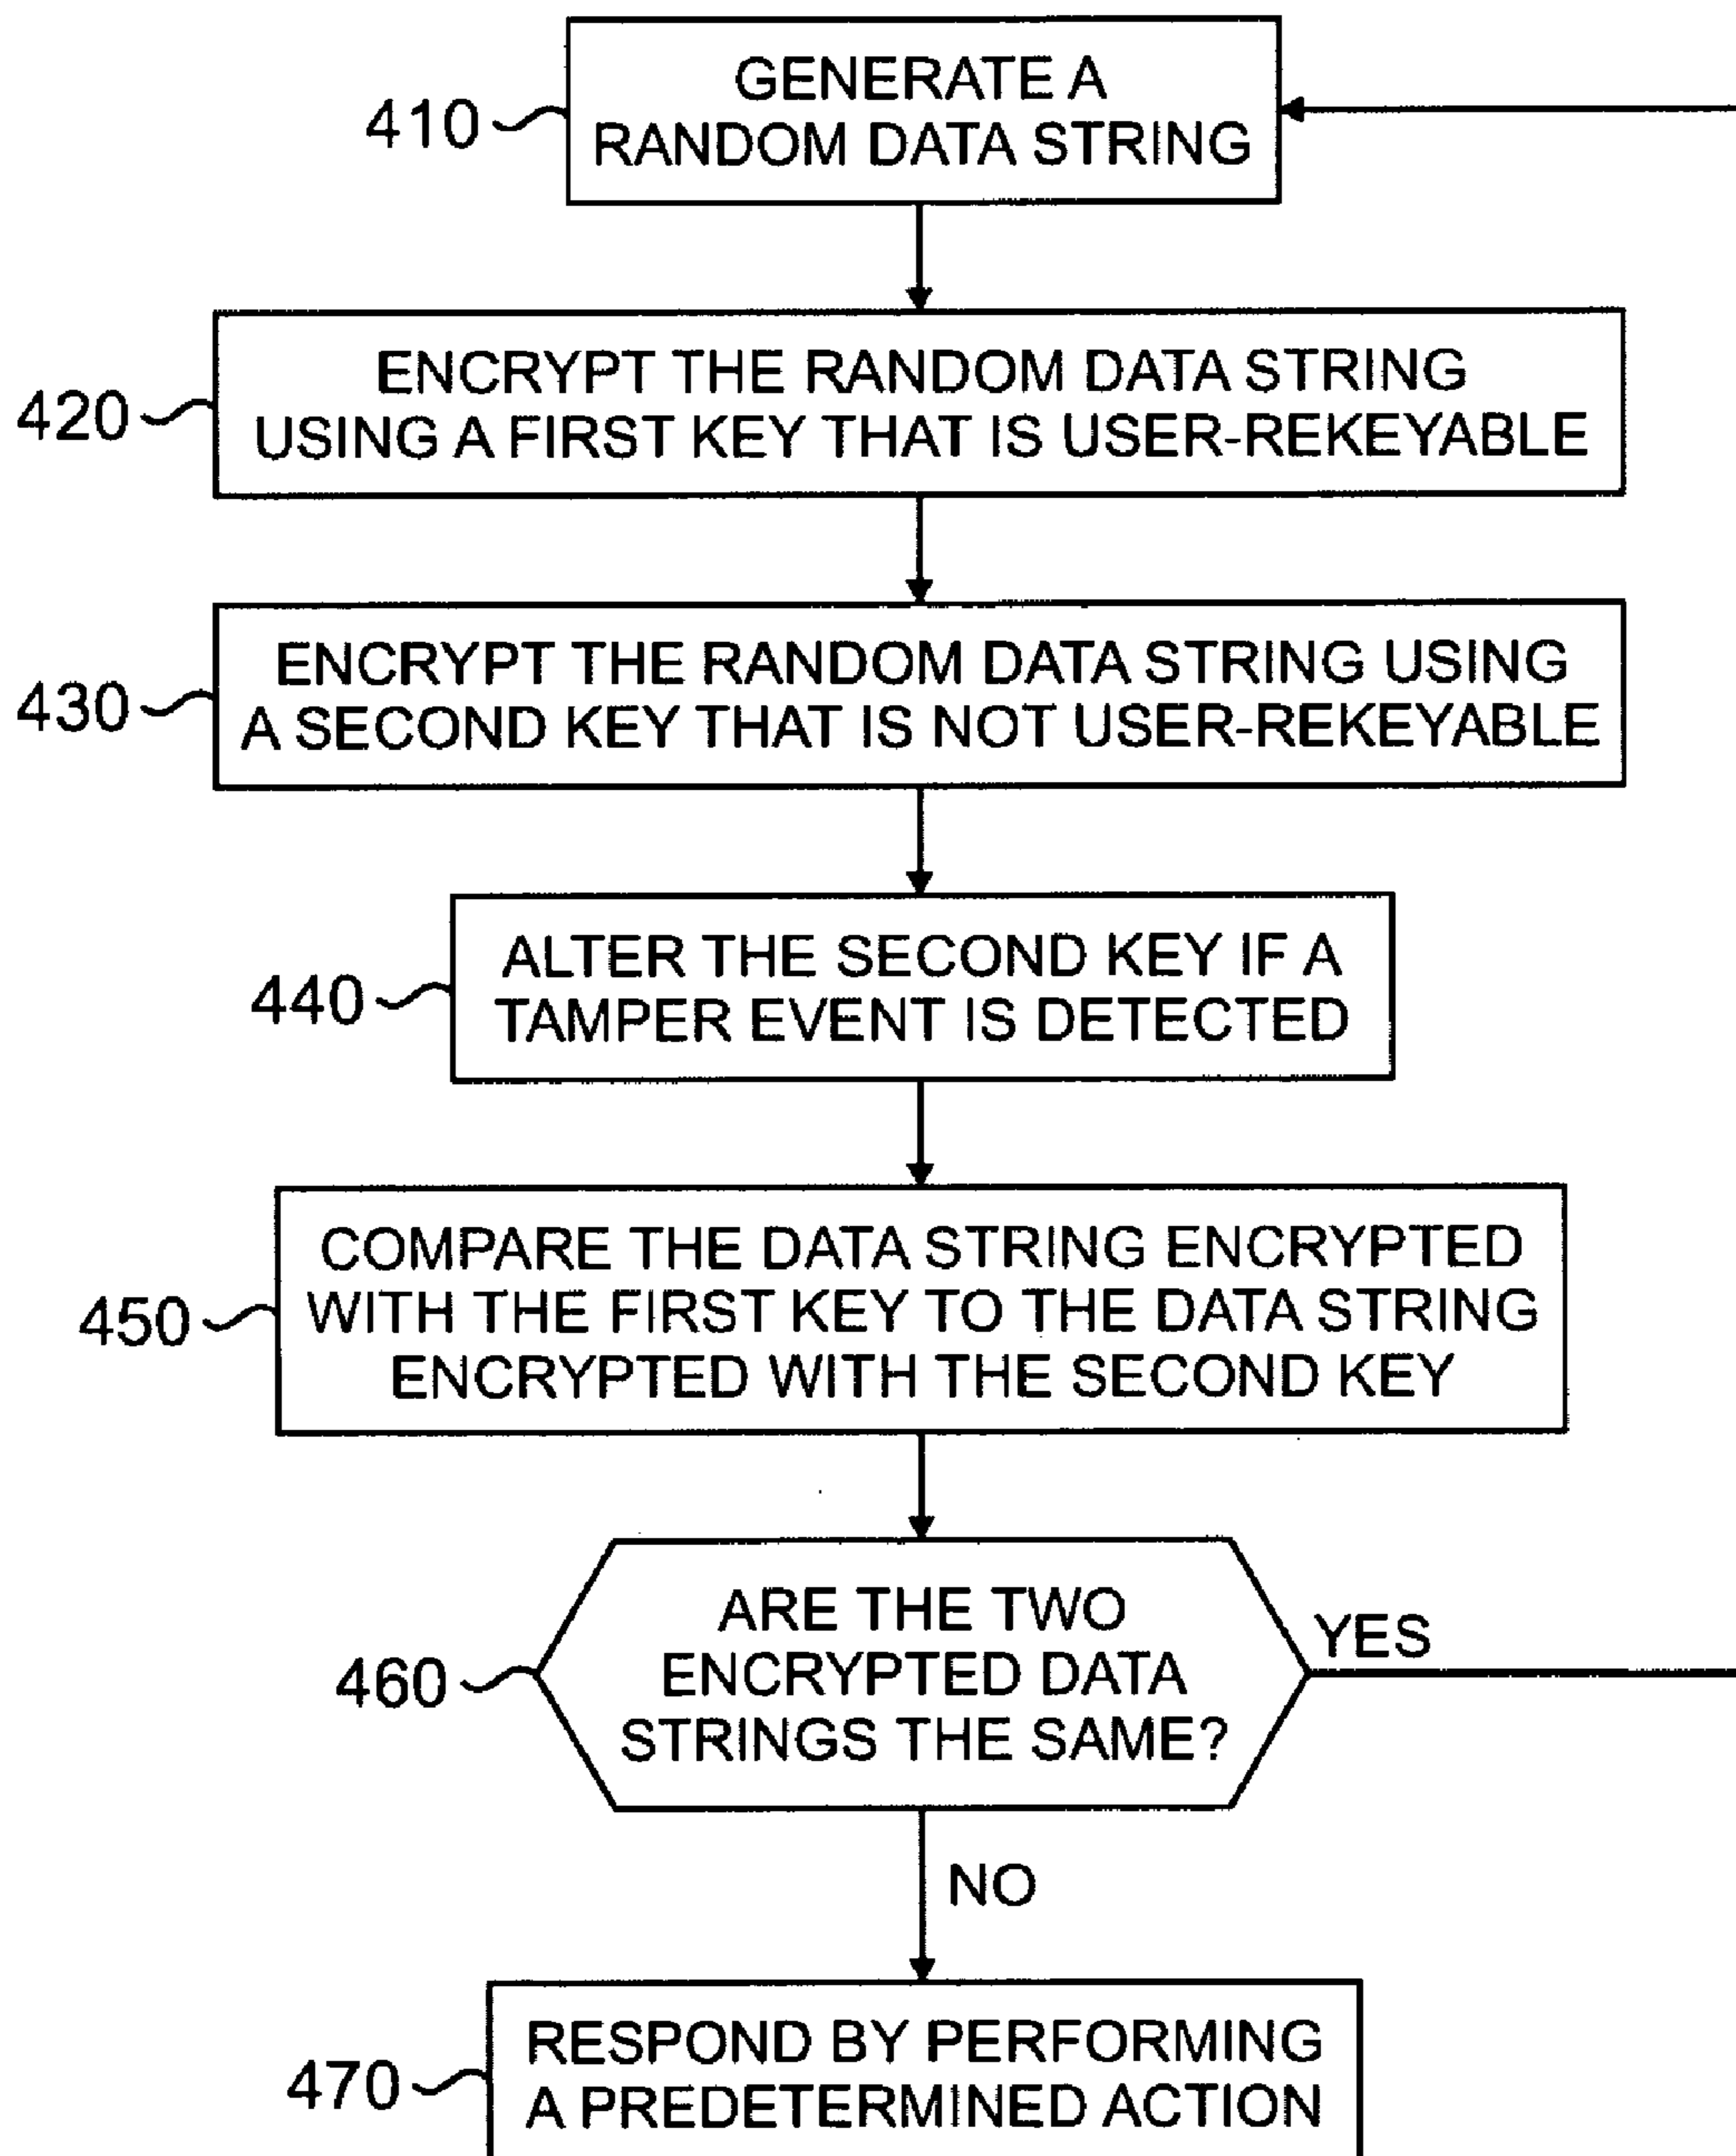 GENERATE A
RANDOM DATA STRING
410
ENCRYPT THE RANDOM DATA STRING
USING A FIRST KEY THAT IS USER-REKEYABLE
420
ENCRYPT THE RANDOM DATA STRING USING
A SECOND KEY THAT IS NOT USER-REKEYABLE
430
ALTER THE SECOND KEY IF A
TAMPER EVENT IS DETECTED
440
COMPARE THE DATA STRING ENCRYPTED
WITH THE FIRST KEY TO THE DATA STRING
ENCRYPTED WITH THE SECOND KEY
450
ARE THE TWO
ENCRYPTED DATA
STRINGS THE SAME?
460
YES
NO
RESPOND BY PERFORMING
A PREDETERMINED ACTION
470